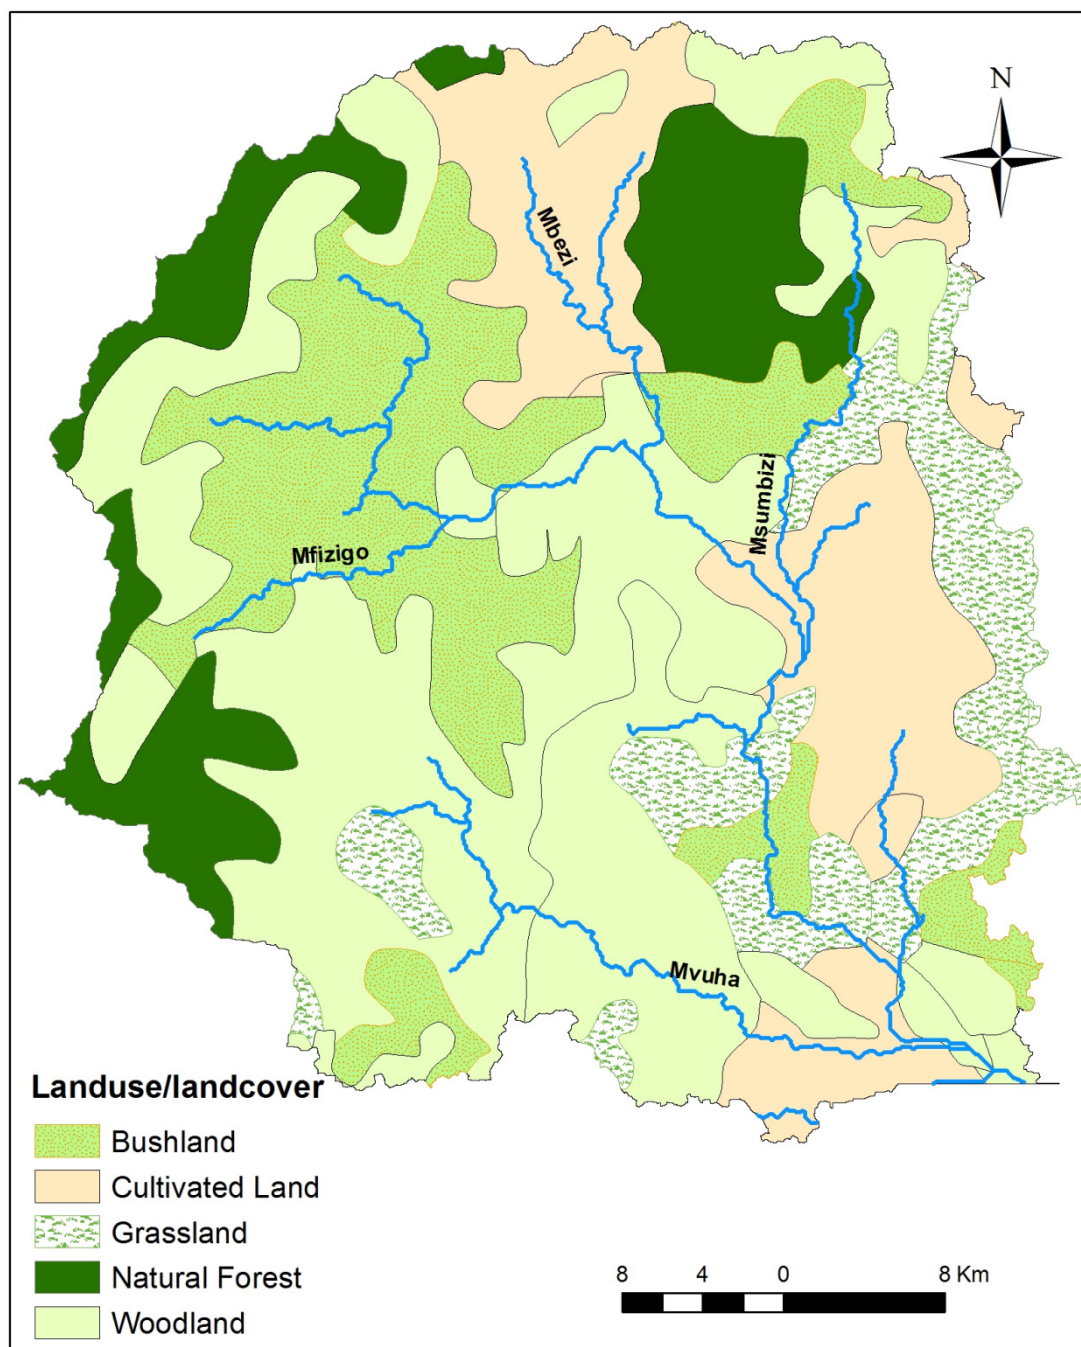 N
Mbezi
Msumbizi
Mfizigo
Mvuha
Landuse/landcover
Bushland
Cultivated Land
Grassland
Natural Forest
Woodland
8 4 0 8 Km